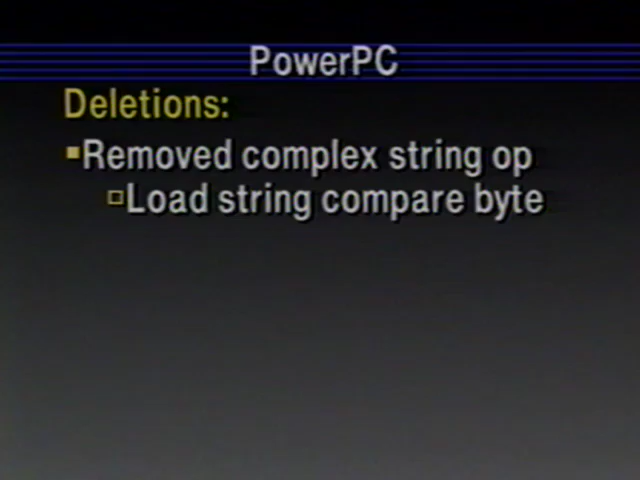 PowerPC
Deletions:
Removed complex string op
Load string compare byte